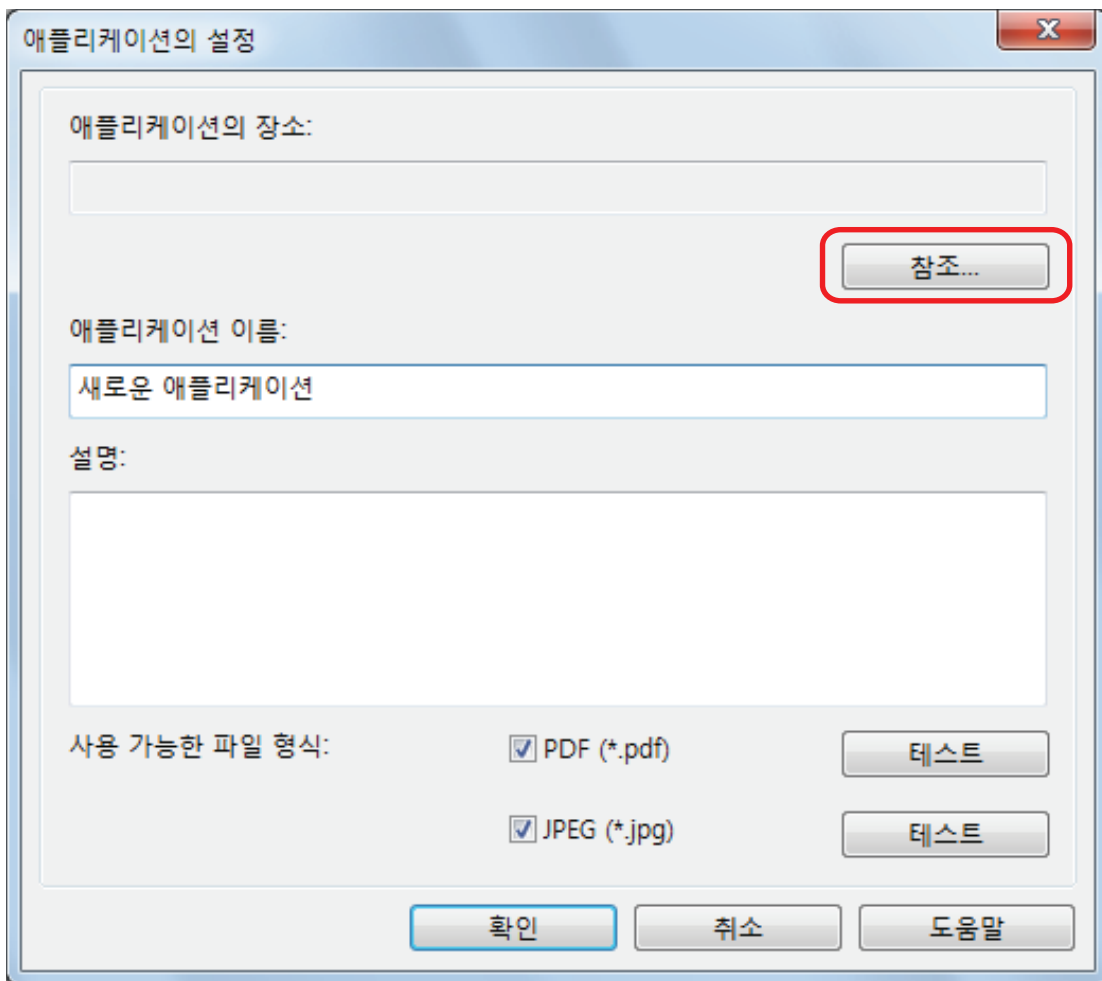 애플리케이션의 설정
애플리케이션의 장소:
참조...
애플리케이션 이름:
새로운 애플리케이션
설명:
사용 가능한 파일 형식:
PDF (*.pdf)
테스트
JPEG (*.jpg)
테스트
확인
취소
도움말